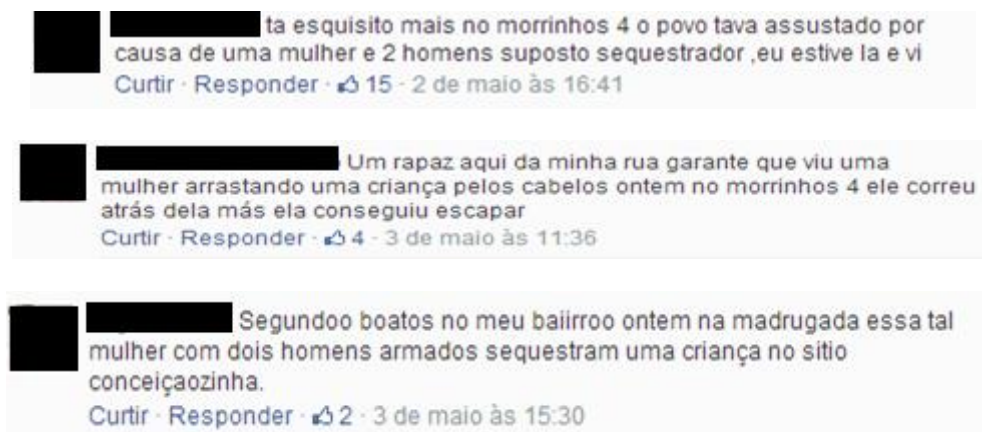 ta esquisito mais no morrinhos 4 o povo tava assustado por
causa de uma mulher e 2 homens suposto sequestrador ,eu estive la e vi
Curtir · Responder · 15 · 2 de maio às 16:41
Um rapaz aqui da minha rua garante que viu uma
mulher arrastando uma criança pelos cabelos ontem no morrinhos 4 ele correu
atrás dela más ela conseguiu escapar
Curtir · Responder · 4 · 3 de maio às 11:36
Segundoo boatos no meu baiirroo ontem na madrugada essa tal
mulher com dois homens armados sequestram uma criança no sitio
conceiçaozinha.
Curtir · Responder · 2 · 3 de maio às 15:30